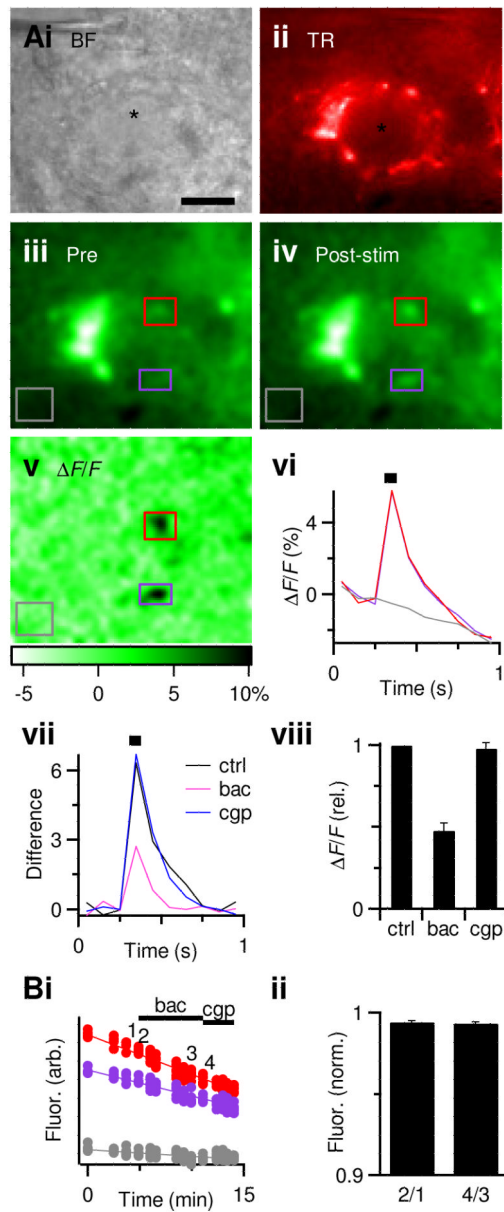 Ai BF
*
ii TR
*
iii Pre
iv Post-stim
v ΔF/F
-5 0 5 10%
vi
ΔF/F (%)
4
0
0 1
Time (s)
vii
Difference
6
3
0
ctrl
bac
cgp
0 1
Time (s)
viii
ΔF/F (rel.)
1
0
ctrl bac cgp
Bi
Fluor. (arb.)
bac
cgp
1
2
3
4
0 15
Time (min)
ii
Fluor. (norm.)
1
0.9
2/1 4/3